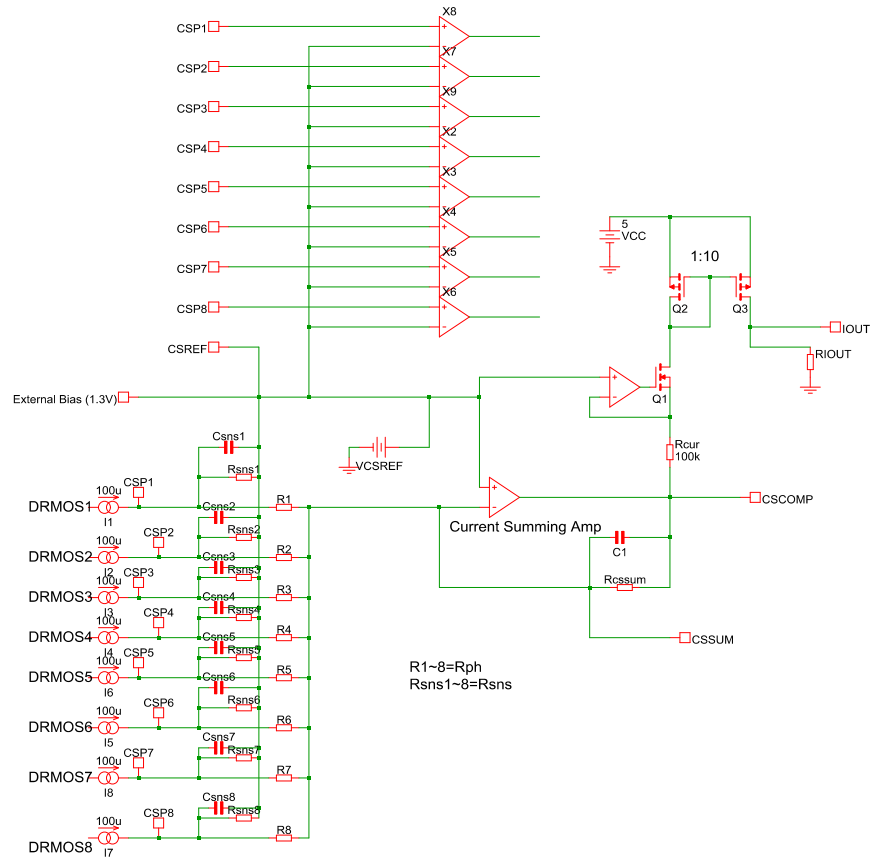 X8
CSP1
+
-
X7
CSP2
+
-
X9
CSP3
+
-
X2
CSP4
+
-
X3
CSP5
+
-
X4
CSP6
+
-
X5
CSP7
+
-
X6
CSP8
+
-
5
VCC
1:10
Q2
Q3
IOUT
RIOUT
CSREF
External Bias (1.3V)
+
-
Q1
VCSREF
Rcur
100k
+
-
CSCOMP
Current Summing Amp
C1
Rcssum
CSSUM
R1~8=Rph
Rsns1~8=Rsns
Csns1
Rsns1
CSP1
100u
DRMOS1
I1
R1
Csns2
Rsns2
CSP2
100u
DRMOS2
I2
R2
Csns3
Rsns3
CSP3
100u
DRMOS3
I3
R3
Csns4
Rsns4
CSP4
100u
DRMOS4
I4
R4
Csns5
Rsns5
CSP5
100u
DRMOS5
I6
R5
Csns6
Rsns6
CSP6
100u
DRMOS6
I5
R6
Csns7
Rsns7
CSP7
100u
DRMOS7
I8
R7
Csns8
Rsns8
CSP8
100u
DRMOS8
I7
R8